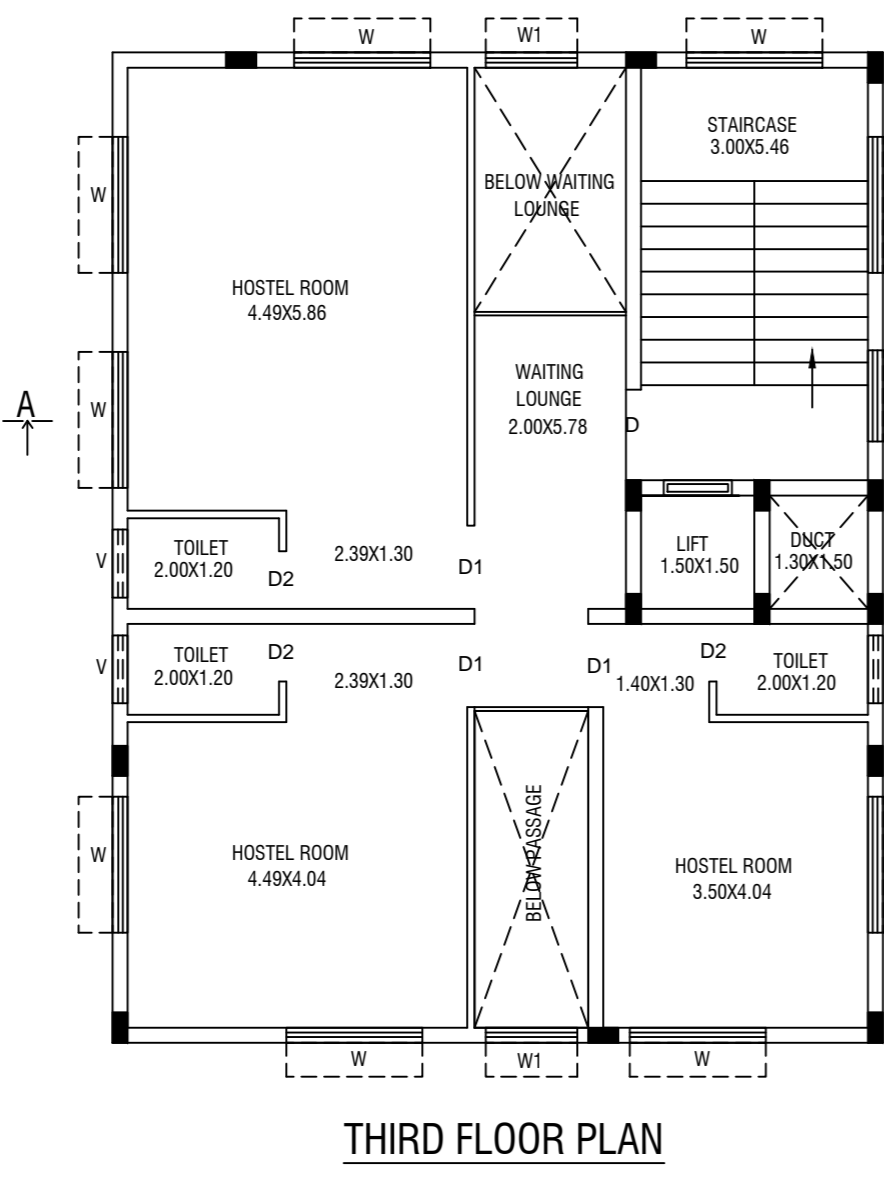 W
W1
W
STAIRCASE
3.00X5.46
W
BELOW WAITING
LOUNGE
HOSTEL ROOM
4.49X5.86
WAITING
LOUNGE
2.00X5.78
A
W
D
TOILET
2.00X1.20
2.39X1.30
LIFT
1.50X1.50
DUCT
1.30X1.50
V
D2
D1
TOILET
2.00X1.20
D2
2.39X1.30
D1
D1
1.40X1.30
D2
TOILET
2.00X1.20
V
W
HOSTEL ROOM
4.49X4.04
BELOW PASSAGE
HOSTEL ROOM
3.50X4.04
W
W1
W
THIRD FLOOR PLAN